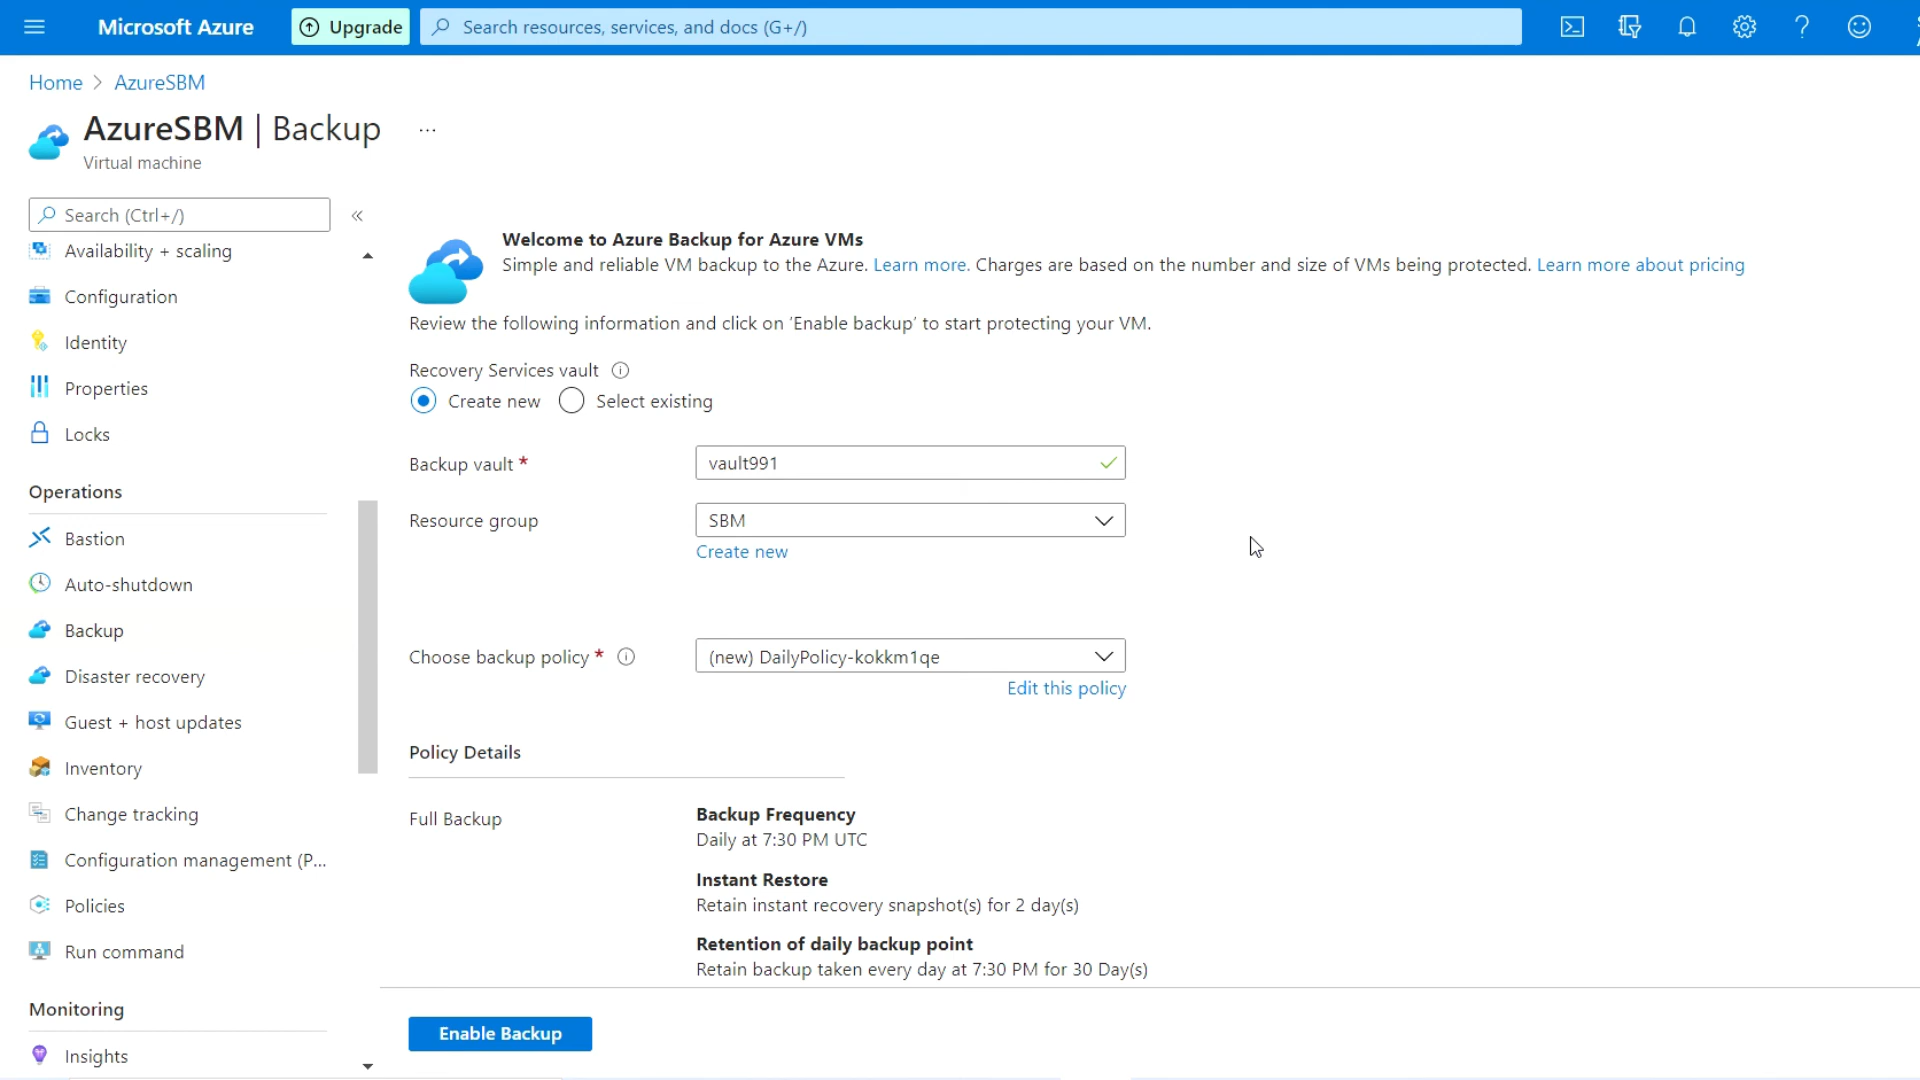 Microsoft Azure
Upgrade
Search resources, services, and docs (G+/)
Home > AzureSBM
AzureSBM | Backup ...
Virtual machine
Search (Ctrl+/)
«
Availability + scaling
Configuration
Identity
Properties
Locks
Operations
Bastion
Auto-shutdown
Backup
Disaster recovery
Guest + host updates
Inventory
Change tracking
Configuration management (P...
Policies
Run command
Monitoring
Insights
Welcome to Azure Backup for Azure VMs
Simple and reliable VM backup to the Azure. Learn more. Charges are based on the number and size of VMs being protected. Learn more about pricing
Review the following information and click on 'Enable backup' to start protecting your VM.
Recovery Services vault
Create new Select existing
Backup vault * vault991
Resource group SBM
Create new
Choose backup policy * (new) DailyPolicy-kokkm1qe
Edit this policy
Policy Details
Full Backup
Backup Frequency
Daily at 7:30 PM UTC
Instant Restore
Retain instant recovery snapshot(s) for 2 day(s)
Retention of daily backup point
Retain backup taken every day at 7:30 PM for 30 Day(s)
Enable Backup